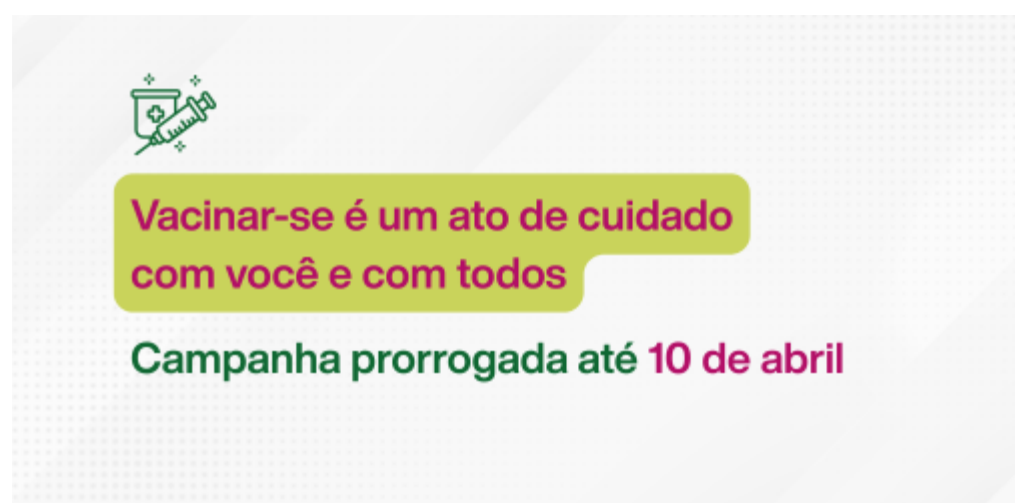 Vacinar-se é um ato de cuidado
com você e com todos
Campanha prorrogada até 10 de abril